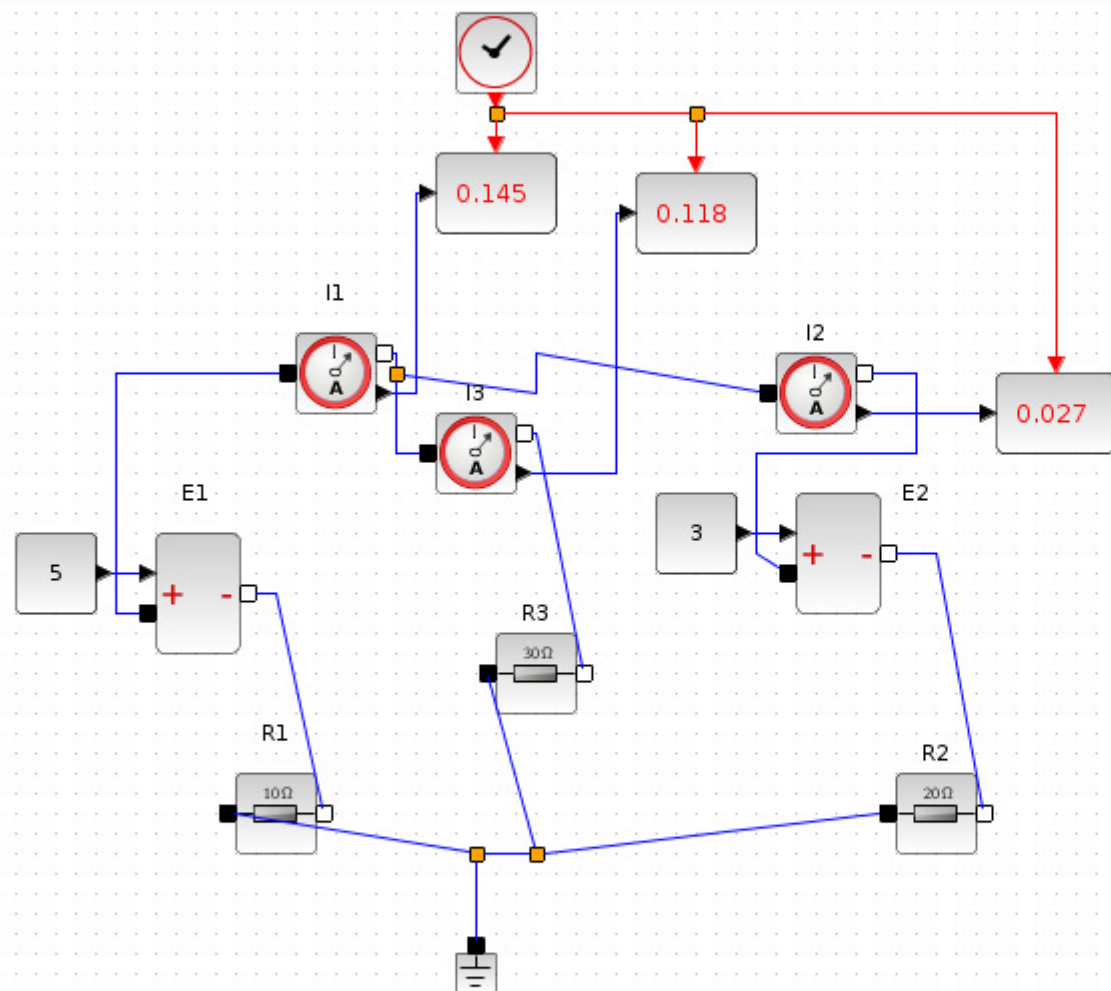 0.145
0.118
I1
I
A
I2
I
A
I3
I
A
0.027
E1
5
+ -
E2
3
+ -
R3
30Ω
R1
10Ω
R2
20Ω